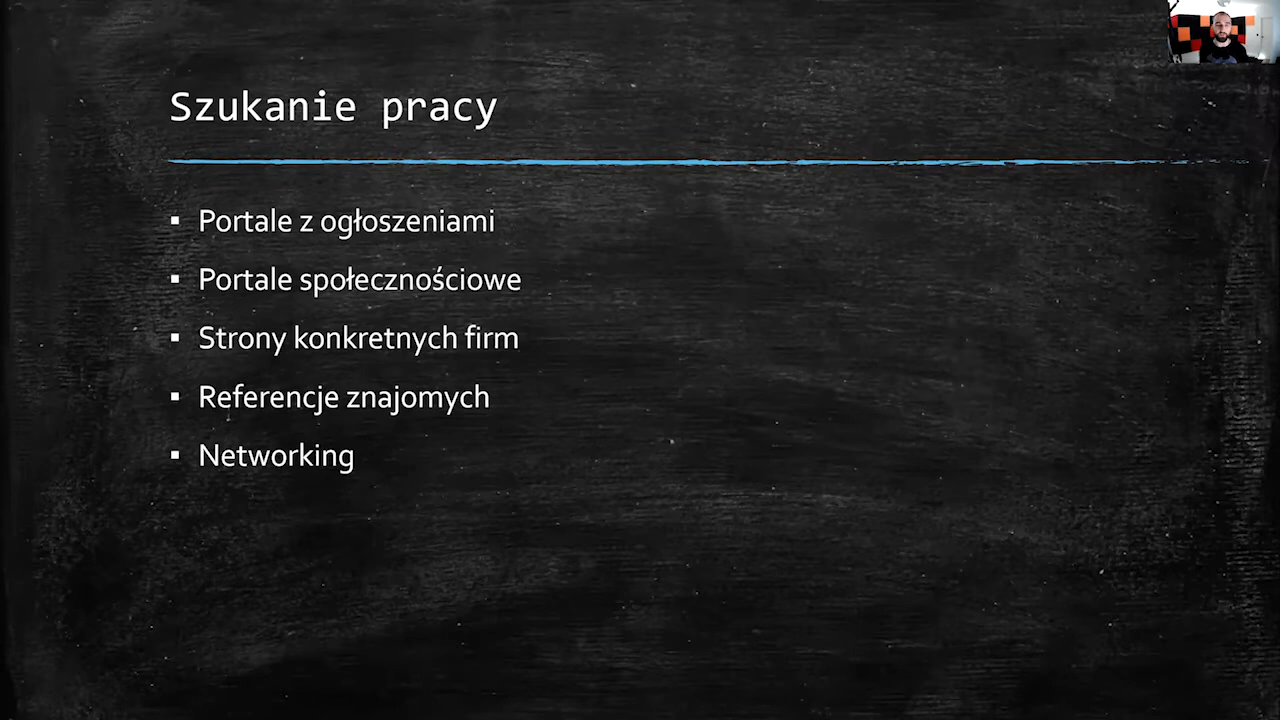 Szukanie pracy
▪ Portale z ogłoszeniami
▪ Portale społecznościowe
▪ Strony konkretnych firm
▪ Referencje znajomych
▪ Networking